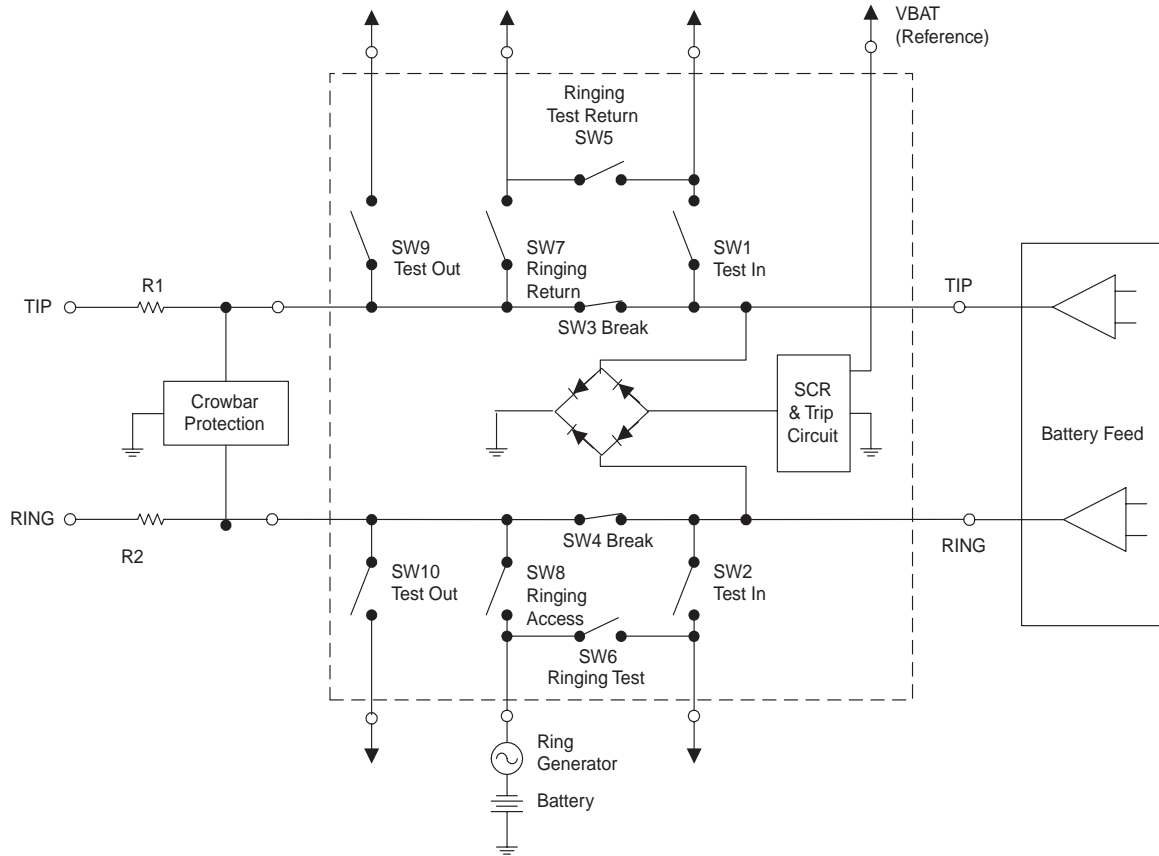 VBAT
(Reference)
Ringing
Test Return
SW5
SW9
Test Out
SW7
Ringing
Return
SW1
Test In
TIP
R1
SW3 Break
TIP
Crowbar
Protection
SCR
& Trip
Circuit
Battery Feed
RING
R2
SW4 Break
RING
SW10
Test Out
SW8
Ringing
Access
SW2
Test In
SW6
Ringing Test
Ring
Generator
Battery